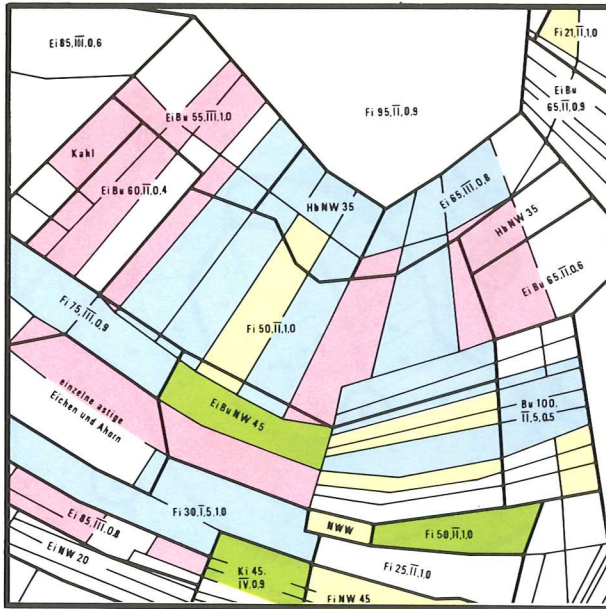 Ei 85, III, 0,6
Fi 21, II, 1,0
Fi 95, II, 0,9
Ei Bu
65, II, 0,9
Ei Bu 55, III, 1,0
Kahl
Ei Bu 60, II, 0,4
Hb NW 35
Ei 65, III, 0,8
Hb NW 35
Ei Bu 65, II, 0,6
Fi 75, III, 0,9
Fi 50, II, 1,0
einzelne astige
Eichen und Ahorn
Ei Bu NW 45
Bu 100,
II,5, 0,5
Fi 30, I,5, 1,0
NWW
Fi 50, II, 1,0
Ei 85, III, 0,8
Ei NW 20
Ki 45,
IV, 0,9
Fi 25, II, 1,0
Fi NW 45